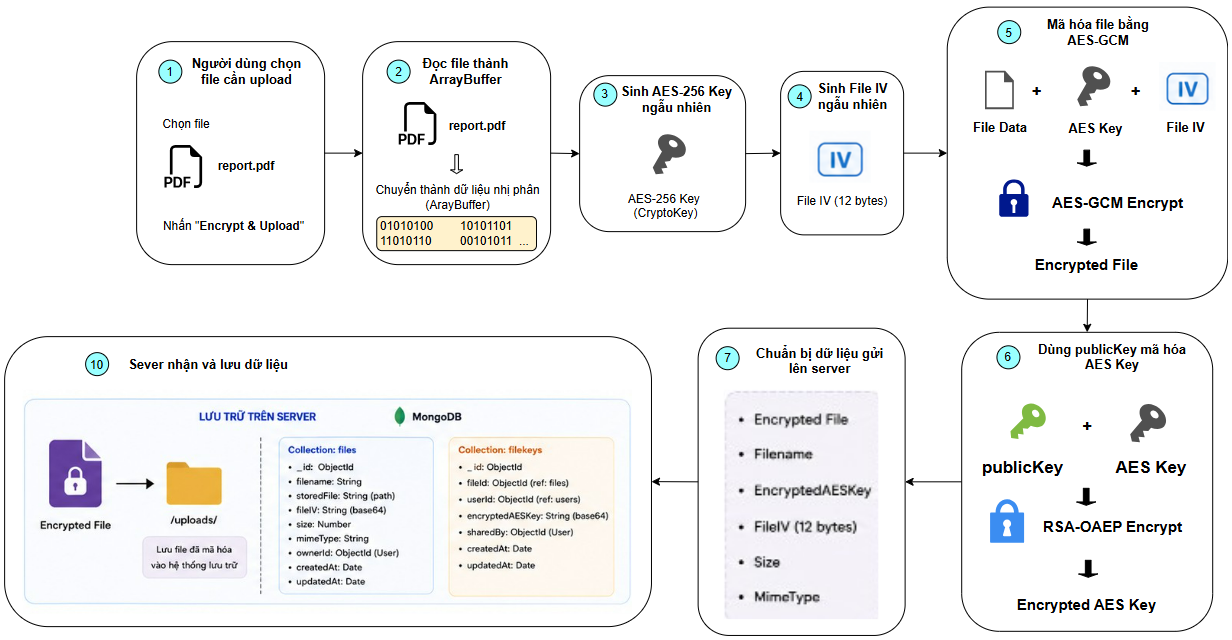 1
Người dùng chọn
file cần upload
Chọn file
PDF
report.pdf
Nhấn "Encrypt & Upload"
2
Đọc file thành
ArrayBuffer
PDF
report.pdf
Chuyển thành dữ liệu nhị phân
(ArayBuffer)
01010100 10101101
11010110 00101011 ...
3
Sinh AES-256 Key
ngẫu nhiên
AES-256 Key
(CryptoKey)
4
Sinh File IV
ngẫu nhiên
IV
File IV (12 bytes)
5
Mã hóa file bằng
AES-GCM
+
+
IV
File Data
AES Key
File IV
AES-GCM Encrypt
Encrypted File
6
Dùng publicKey mã hóa
AES Key
+
publicKey
AES Key
RSA-OAEP Encrypt
Encrypted AES Key
7
Chuẩn bị dữ liệu gửi
lên server
• Encrypted File
• Filename
• EncryptedAESKey
• FileIV (12 bytes)
• Size
• MimeType
10
Sever nhận và lưu dữ liệu
LƯU TRỮ TRÊN SERVER
MongoDB
Encrypted File
/uploads/
Lưu file đã mã hóa
vào hệ thống lưu trữ
Collection: files
• _id: ObjectId
• filename: String
• storedFile: String (path)
• fileIV: String (base64)
• size: Number
• mimeType: String
• ownerId: ObjectId (User)
• createdAt: Date
• updatedAt: Date
Collection: filekeys
• _id: ObjectId
• fileId: ObjectId (ref: files)
• userId: ObjectId (ref: users)
• encryptedAESKey: String (base64)
• sharedBy: ObjectId (User)
• createdAt: Date
• updatedAt: Date